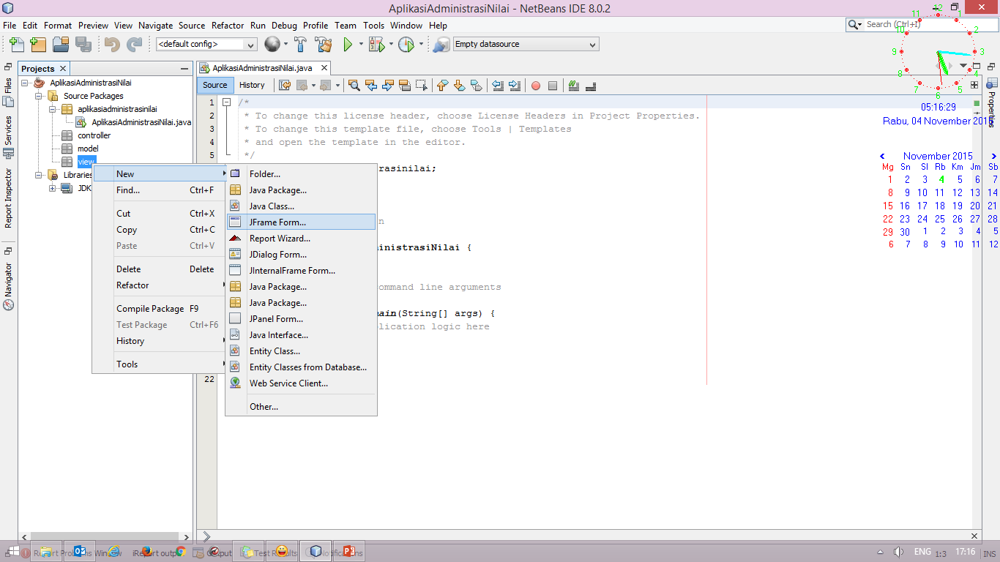 AplikasiAdministrasiNilai - NetBeans IDE 8.0.2
File Edit Format Preview View Navigate Source Refactor Run Debug Profile Team Tools Window Help
Search (Ctrl+I)
<default config>
Empty datasource
Projects
AplikasiAdministrasiNilai
Source Packages
aplikasiadministrasinilai
AplikasiAdministrasiNilai.java
controller
model
view
Libraries
JDK
Files
Services
Report Inspector
Navigator
AplikasiAdministrasiNilai.java
Source History
1 /*
2 * To change this license header, choose License Headers in Project Properties.
3 * To change this template file, choose Tools | Templates
4 * and open the template in the editor.
5 */
rasinilai;
n
ministrasiNilai {
command line arguments
main(String[] args) {
plication logic here
22
New
Find... Ctrl+F
Cut Ctrl+X
Copy Ctrl+C
Paste Ctrl+V
Delete Delete
Refactor
Compile Package F9
Test Package Ctrl+F6
History
Tools
Folder...
Java Package...
Java Class...
JFrame Form...
Report Wizard...
JDialog Form...
JInternalFrame Form...
Java Package...
Java Package...
JPanel Form...
Java Interface...
Entity Class...
Entity Classes from Database...
Web Service Client...
Other...
12
1
2
3
4
5
6
7
8
9
10
11
Properties
05:16:29
Rabu, 04 November 2015
November 2015
Mg Sn Sl Rb Km Jm Sb
1 2 3 4 5 6 7
8 9 10 11 12 13 14
15 16 17 18 19 20 21
22 23 24 25 26 27 28
29 30 1 2 3 4 5
6 7 8 9 10 11 12
Report Problems Window
iReport output
Output
Test Results
Notifications
ENG
1:3
17:16
INS